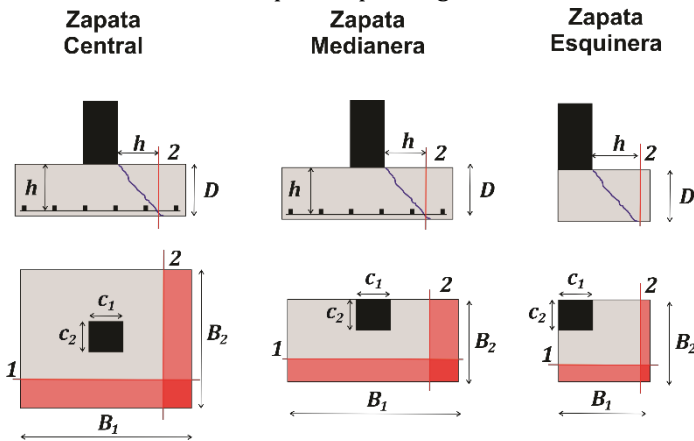 Zapata
Central
Zapata
Medianera
Zapata
Esquinera
h
2
h
D
h
2
h
D
h
2
D
2
c₁
c₂
B₂
1
B₁
2
c₁
c₂
B₂
1
B₁
2
c₁
c₂
B₂
1
B₁